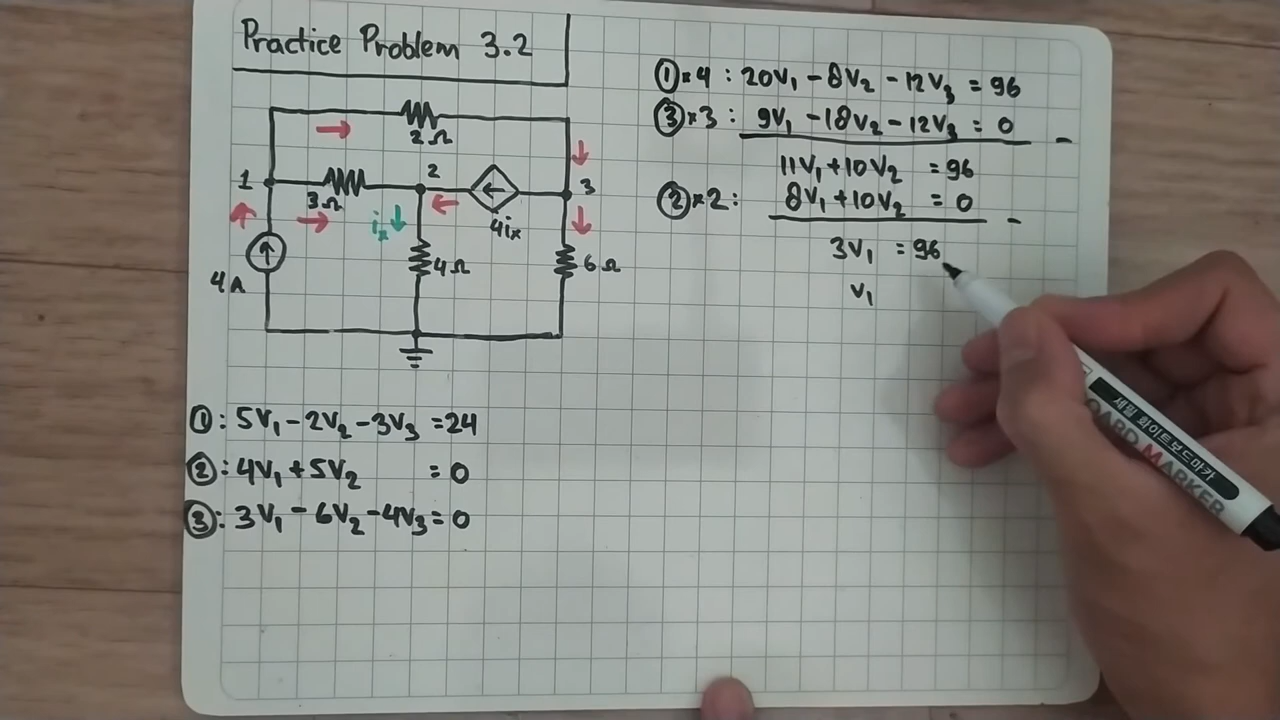 Practice Problem 3.2
2Ω
1
3Ω
2
3
iₓ
4iₓ
4Ω
6Ω
4A
①: 5V₁ - 2V₂ - 3V₃ = 24
②: 4V₁ + 5V₂ = 0
③: 3V₁ - 6V₂ - 4V₃ = 0
①*4 : 20V₁ - 8V₂ - 12V₃ = 96
③*3 : 9V₁ - 18V₂ - 12V₃ = 0 -
11V₁ + 10V₂ = 96
②*2 : 8V₁ + 10V₂ = 0 -
3V₁ = 96
V₁
세필 화이트보드마카
BOARD MARKER